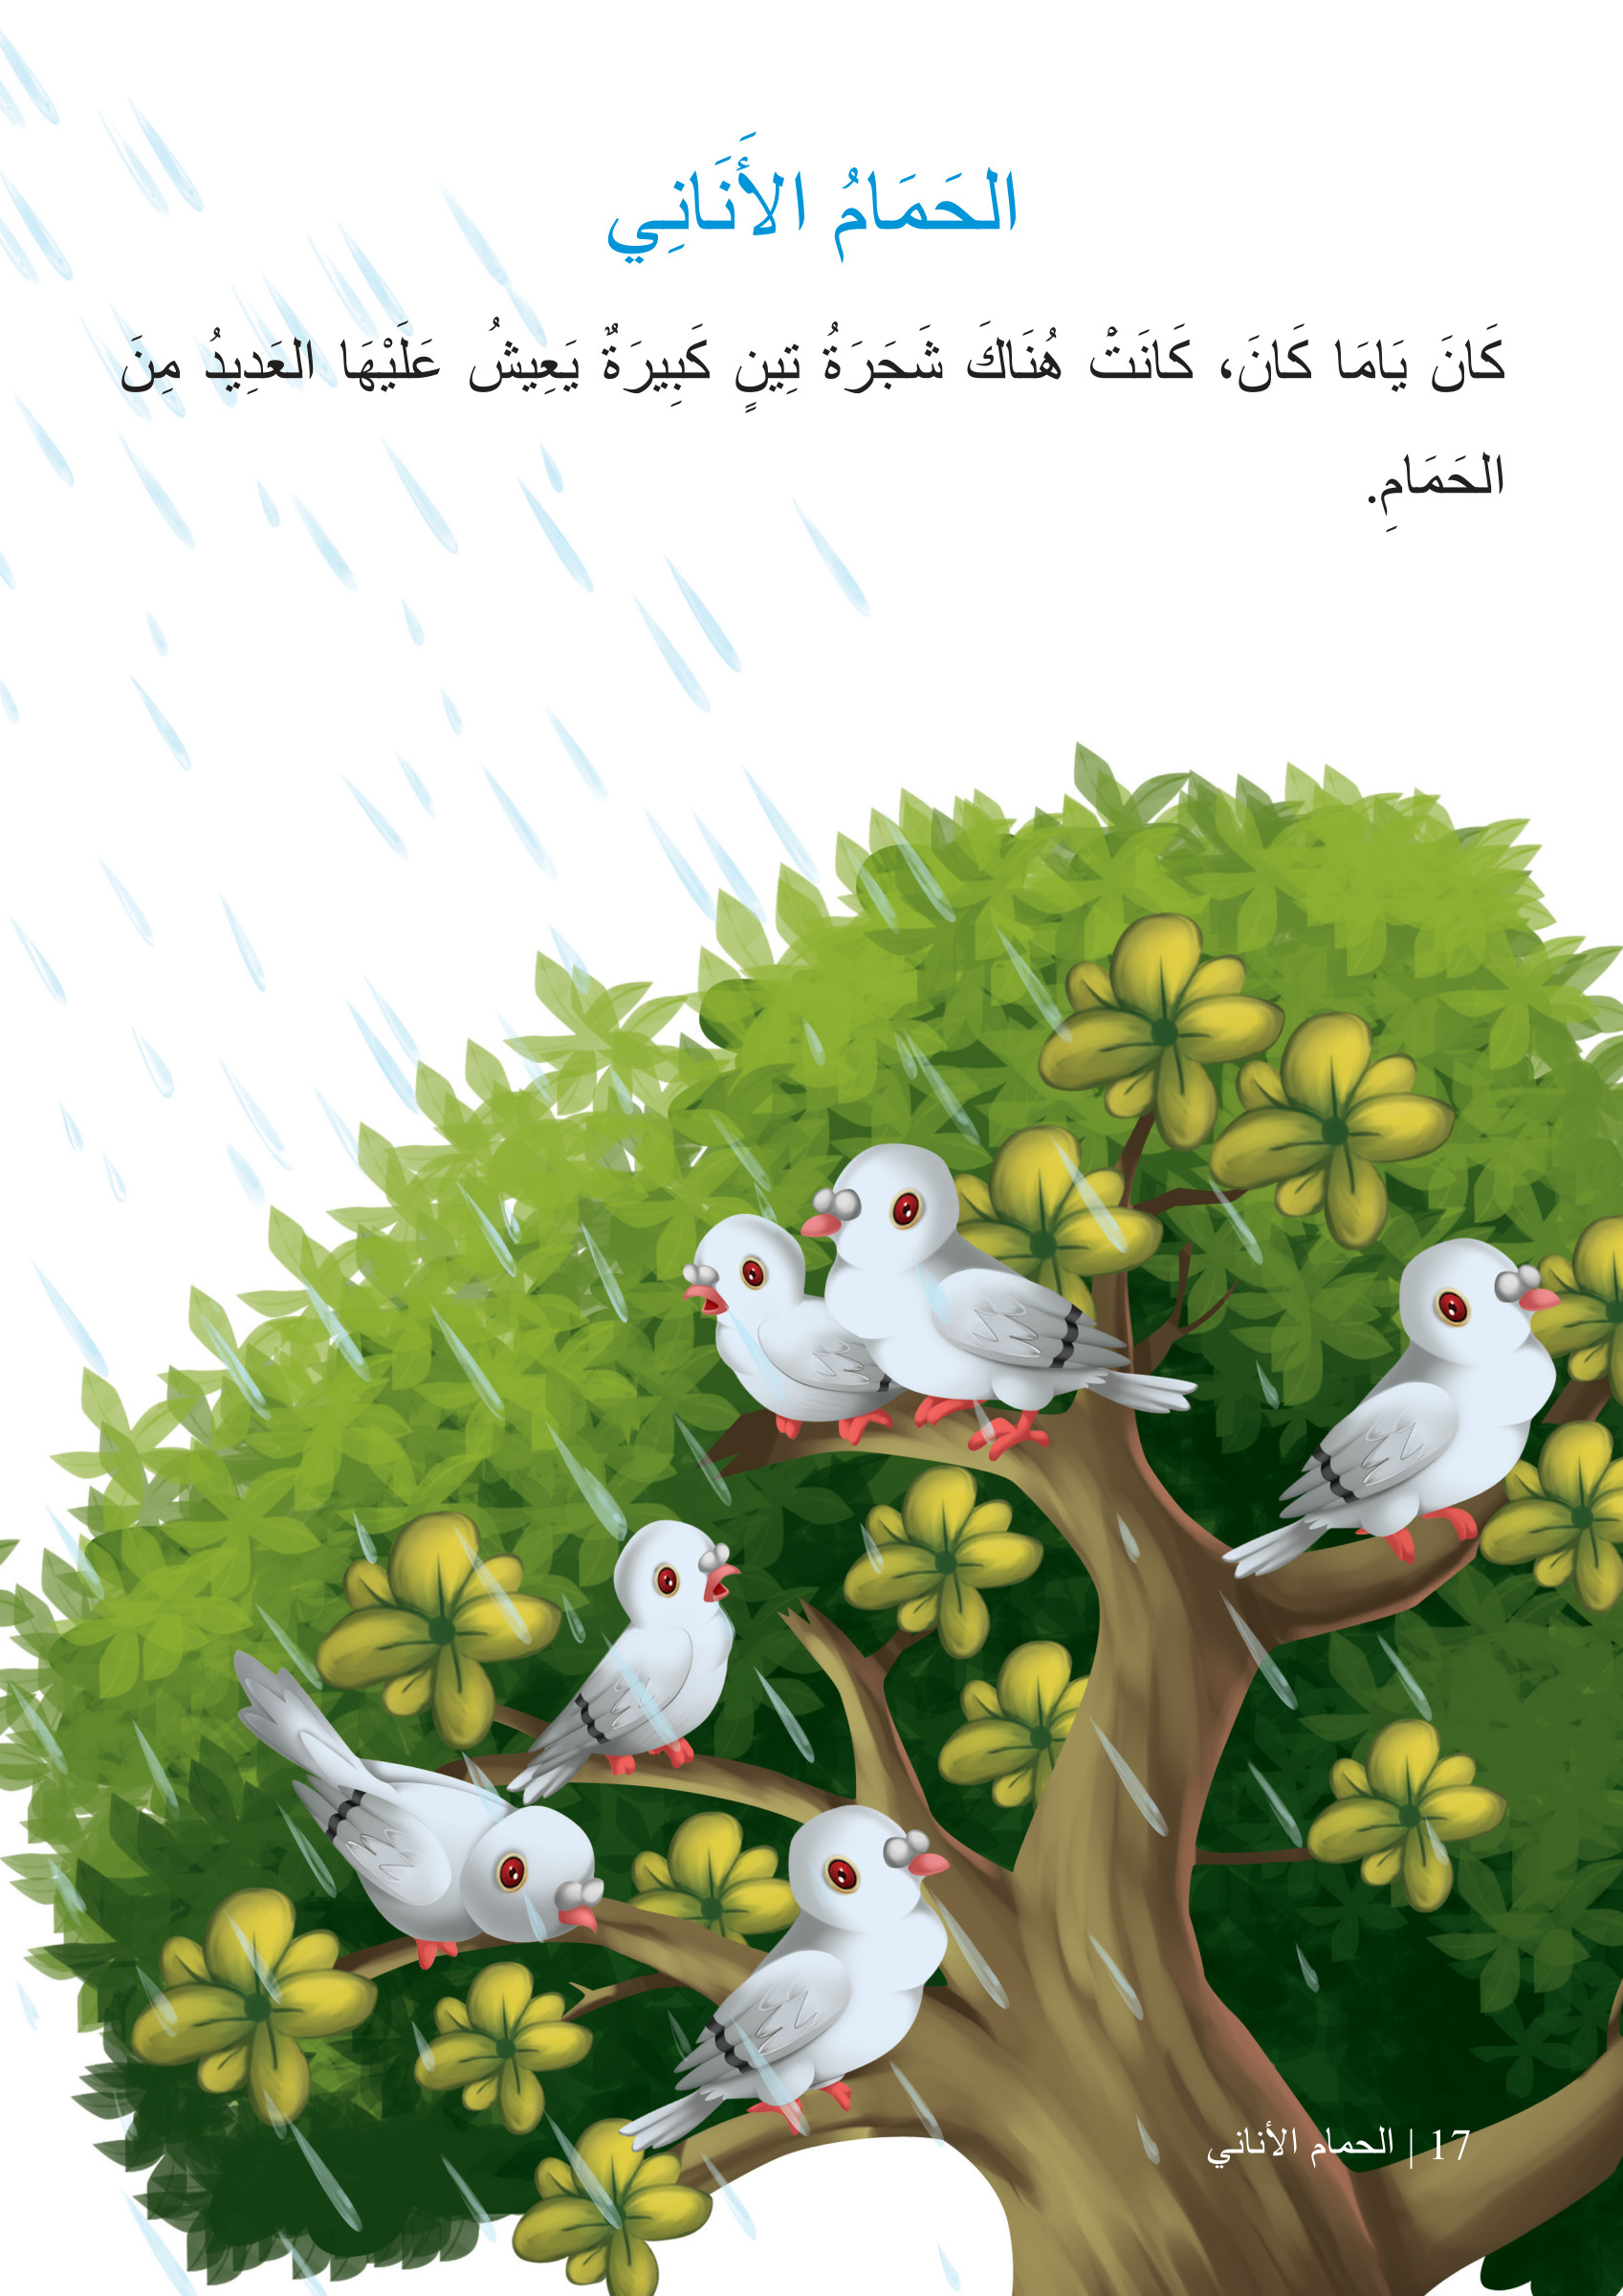 الحَمَامُ الأَنَانِي
كَانَ يَامَا كَانَ، كَانَتْ هُنَاكَ شَجَرَةُ تِينٍ كَبِيرَةٌ يَعِيشُ عَلَيْهَا العَدِيدُ مِنَ
الحَمَامِ.
17 | الحمام الأناني